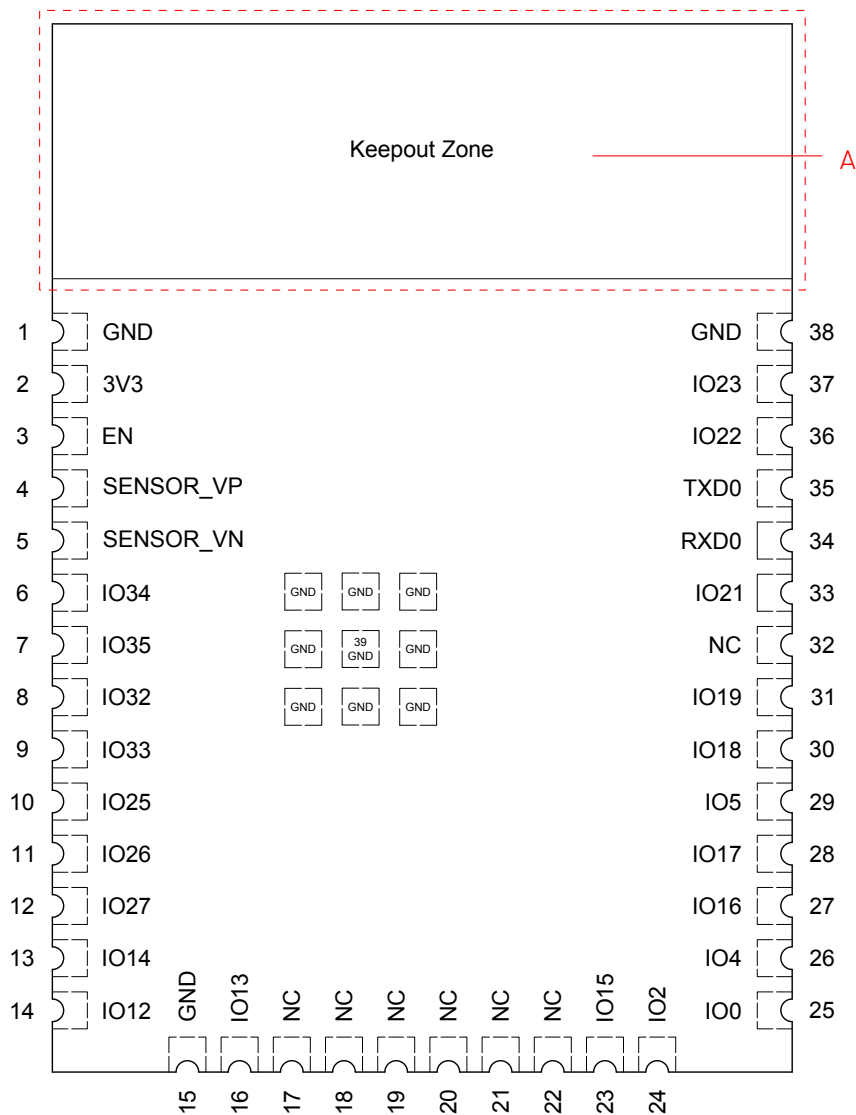 Keepout Zone
A
1 GND GND 38
2 3V3 IO23 37
3 EN IO22 36
4 SENSOR_VP TXD0 35
5 SENSOR_VN RXD0 34
6 IO34 GND GND GND IO21 33
7 IO35 GND 39 GND GND NC 32
8 IO32 GND GND GND IO19 31
9 IO33 IO18 30
10 IO25 IO5 29
11 IO26 IO17 28
12 IO27 IO16 27
13 IO14 IO4 26
14 IO12 IO0 25
GND IO13 NC NC NC NC NC NC IO15 IO2
15 16 17 18 19 20 21 22 23 24